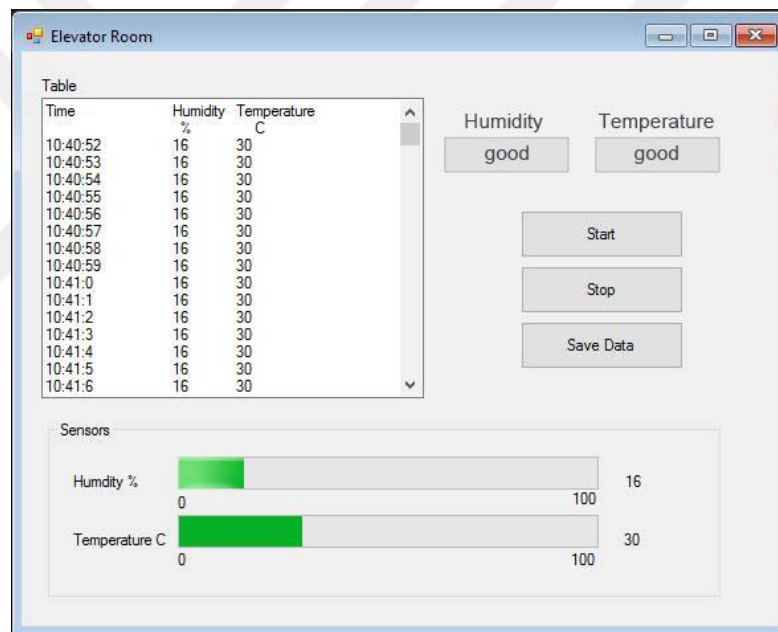 Elevator Room
Table
Time Humidity Temperature
% C
10:40:52 16 30
10:40:53 16 30
10:40:54 16 30
10:40:55 16 30
10:40:56 16 30
10:40:57 16 30
10:40:58 16 30
10:40:59 16 30
10:41:0 16 30
10:41:1 16 30
10:41:2 16 30
10:41:3 16 30
10:41:4 16 30
10:41:5 16 30
10:41:6 16 30
Humidity Temperature
good good
Start
Stop
Save Data
Sensors
Humdity % 16
0 100
Temperature C 30
0 100